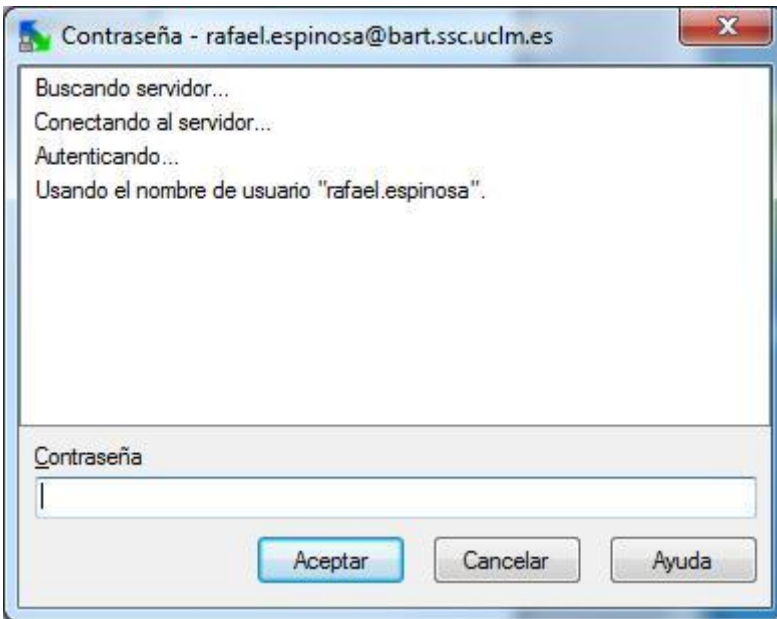 Contraseña - rafael.espinosa@bart.ssc.uclm.es
Buscando servidor...
Conectando al servidor...
Autenticando...
Usando el nombre de usuario "rafael.espinosa".
Contraseña
Aceptar Cancelar Ayuda